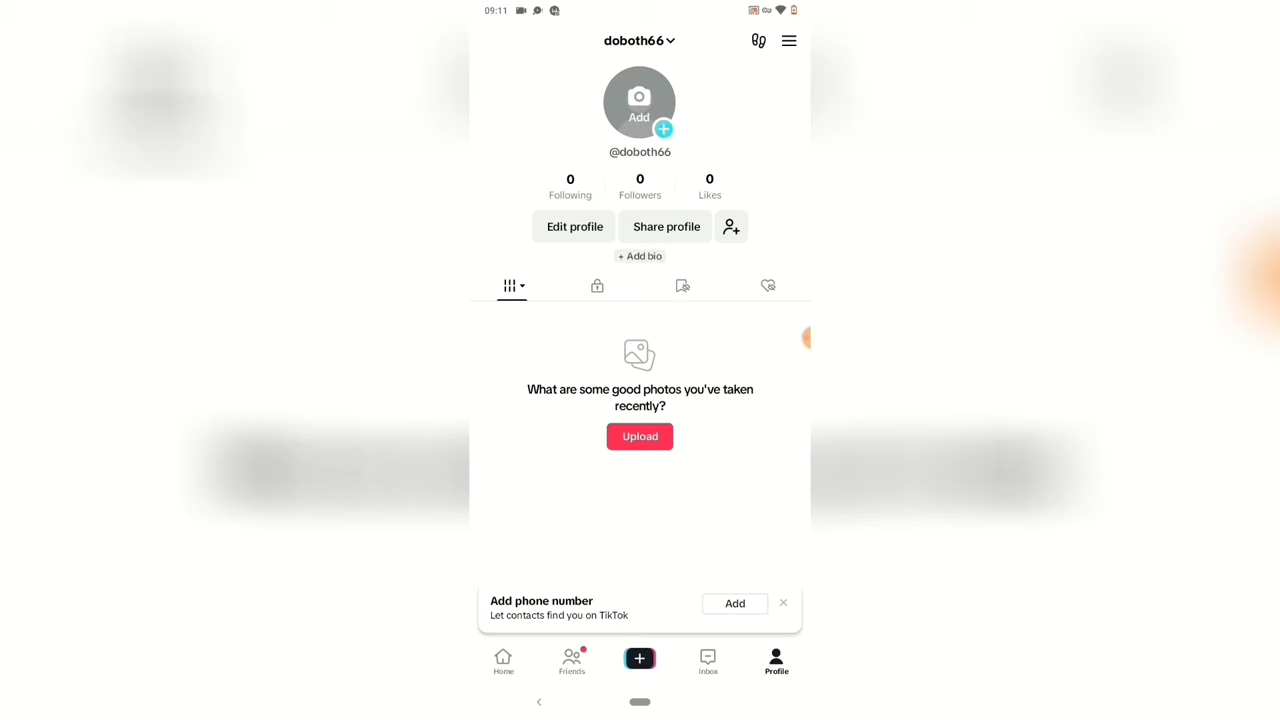 09:11
doboth66
Add
@doboth66
0 0 0
Following Followers Likes
Edit profile Share profile
+ Add bio
What are some good photos you've taken
recently?
Upload
Add phone number
Let contacts find you on TikTok
Add
Home Friends Inbox Profile